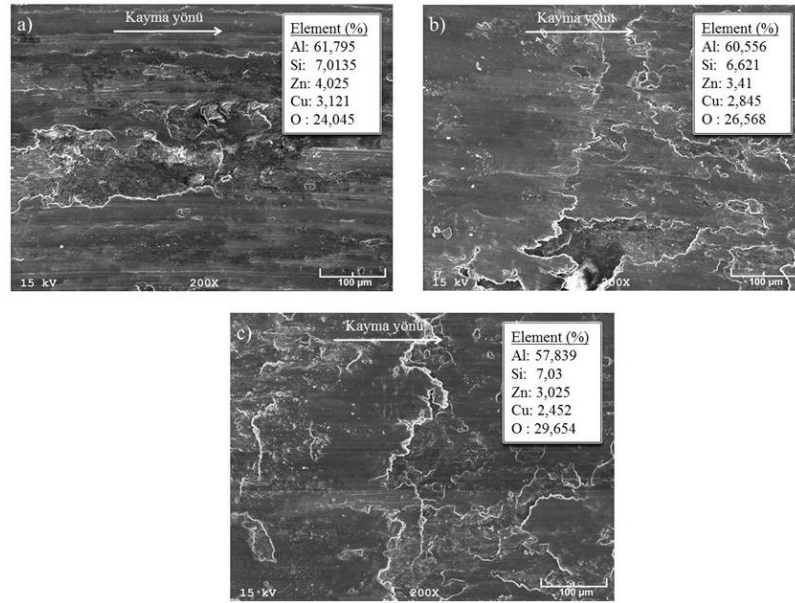 a)
Kayma yönü
Element (%)
Al: 61,795
Si: 7,0135
Zn: 4,025
Cu: 3,121
O : 24,045
15 kV
200X
100 µm
b)
Kayma yönü
Element (%)
Al: 60,556
Si: 6,621
Zn: 3,41
Cu: 2,845
O : 26,568
15 kV
200X
100 µm
c)
Kayma yönü
Element (%)
Al: 57,839
Si: 7,03
Zn: 3,025
Cu: 2,452
O : 29,654
15 kV
200X
100 µm